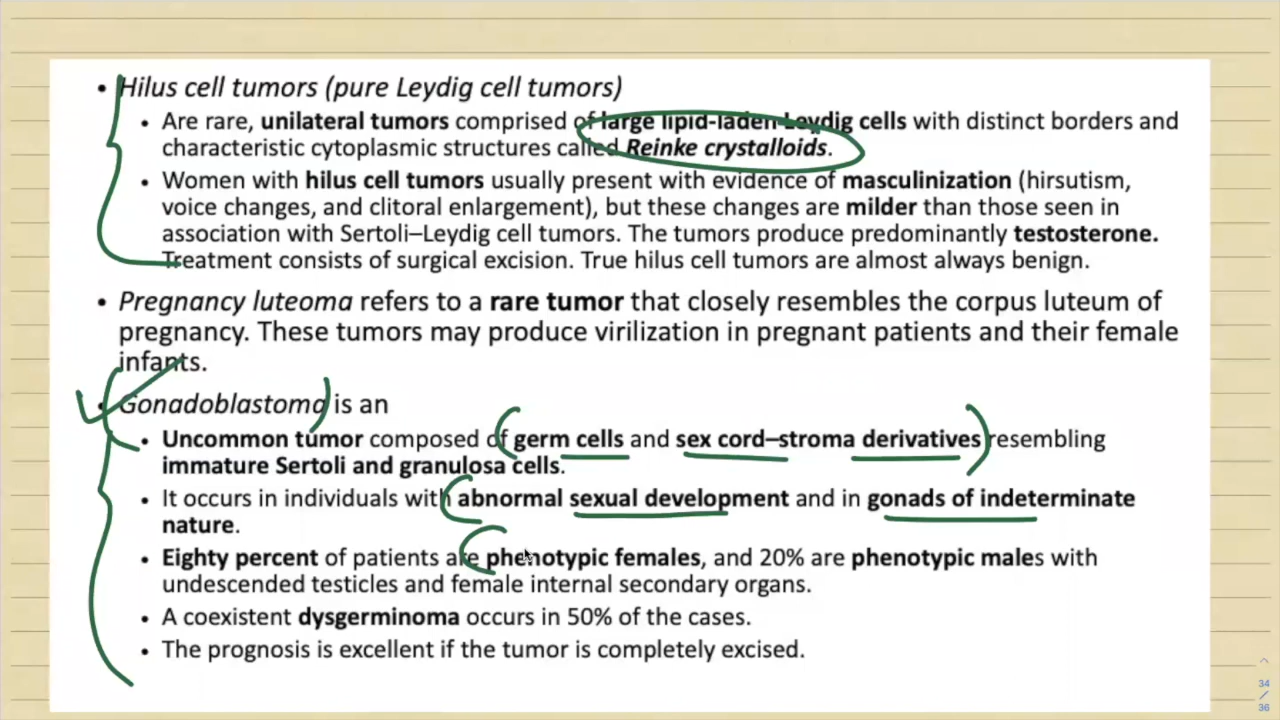 • Hilus cell tumors (pure Leydig cell tumors)
• Are rare, unilateral tumors comprised of large lipid-laden Leydig cells with distinct borders and
characteristic cytoplasmic structures called Reinke crystalloids.
• Women with hilus cell tumors usually present with evidence of masculinization (hirsutism,
voice changes, and clitoral enlargement), but these changes are milder than those seen in
association with Sertoli–Leydig cell tumors. The tumors produce predominantly testosterone.
Treatment consists of surgical excision. True hilus cell tumors are almost always benign.
• Pregnancy luteoma refers to a rare tumor that closely resembles the corpus luteum of
pregnancy. These tumors may produce virilization in pregnant patients and their female
infants.
• Gonadoblastoma is an
• Uncommon tumor composed of germ cells and sex cord–stroma derivatives resembling
immature Sertoli and granulosa cells.
• It occurs in individuals with abnormal sexual development and in gonads of indeterminate
nature.
• Eighty percent of patients are phenotypic females, and 20% are phenotypic males with
undescended testicles and female internal secondary organs.
• A coexistent dysgerminoma occurs in 50% of the cases.
• The prognosis is excellent if the tumor is completely excised.
34
/
36